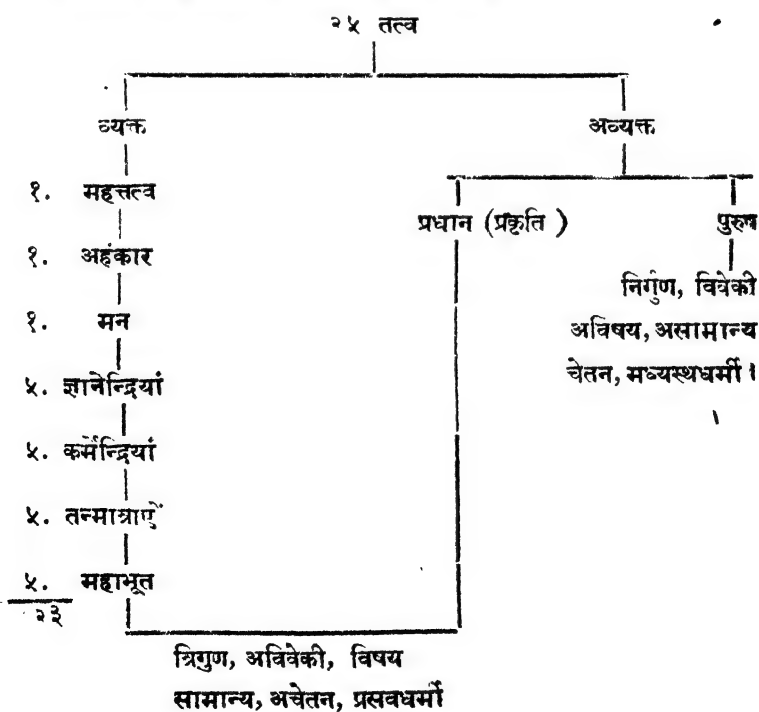 २५ तत्व
व्यक्त
अव्यक्त
१. महत्तत्व
१. अहंकार
१. मन
५. ज्ञानेन्द्रियां
५. कर्मेन्द्रियां
५. तन्मात्राएँ
५. महाभूत
२३
प्रधान (प्रकृति)
पुरुष
निर्गुण, विवेकी
अविषय, असामान्य
चेतन, मध्यस्थधर्मी।
त्रिगुण, अविवेकी, विषय
सामान्य, अचेतन, प्रसवधर्मी